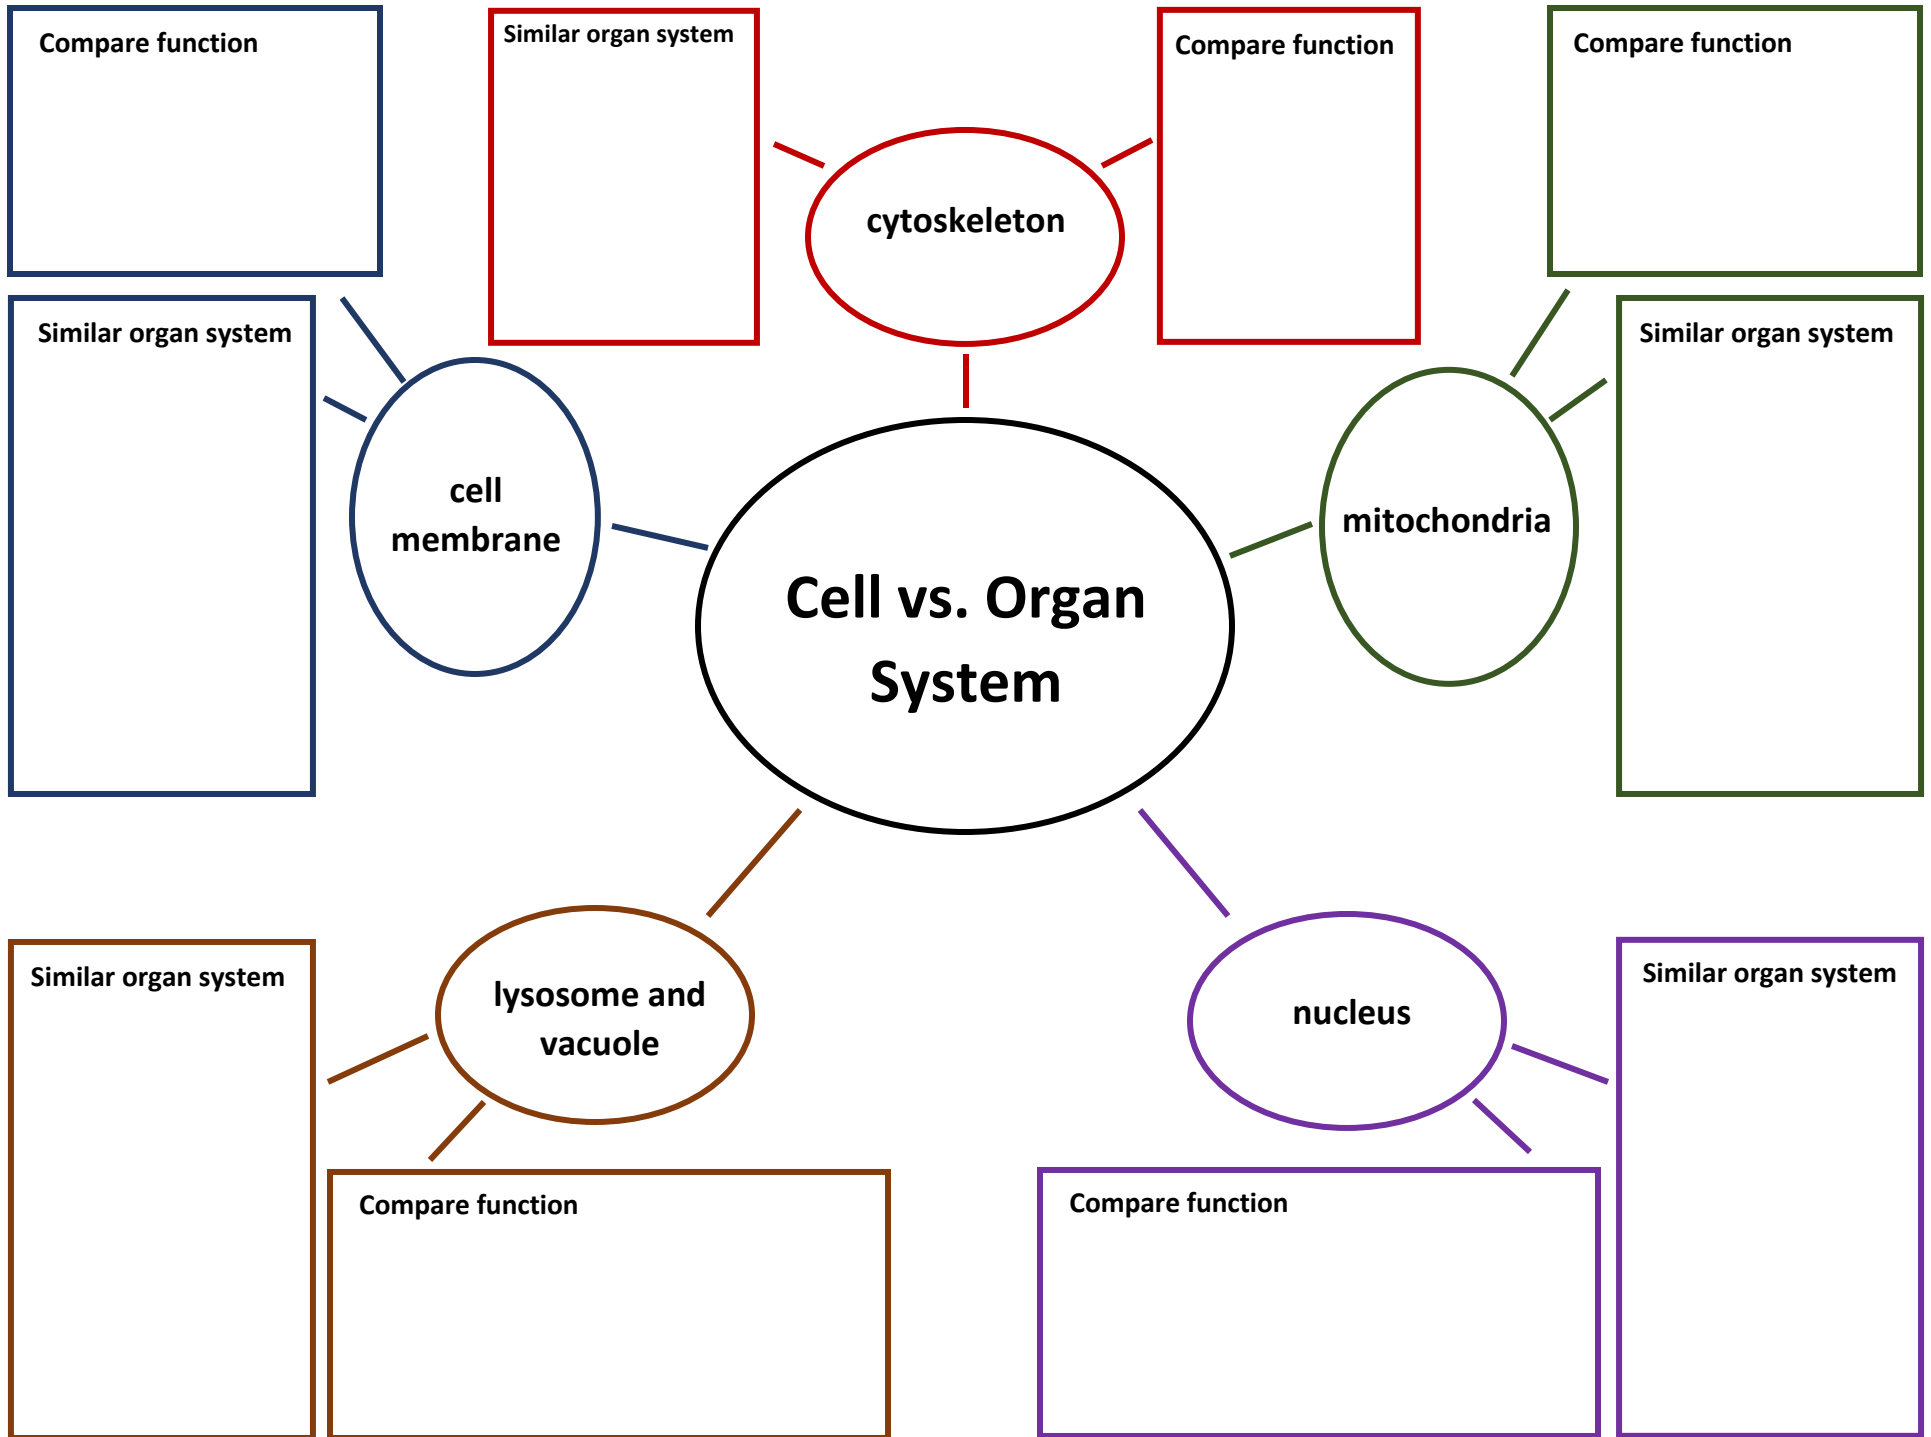 Compare function
Similar organ system
Compare function
Compare function
cytoskeleton
Similar organ system
Similar organ system
cell
membrane
mitochondria
Cell vs. Organ
System
Similar organ system
lysosome and
vacuole
nucleus
Similar organ system
Compare function
Compare function